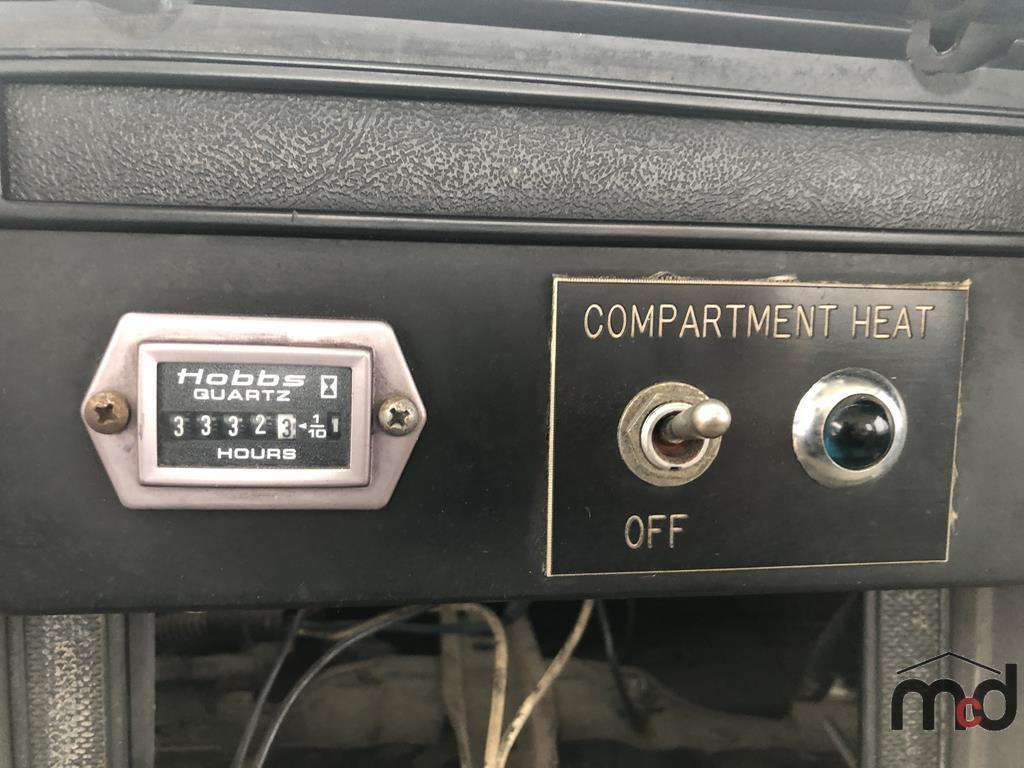 Hobbs
QUARTZ
33323 1/10
HOURS
COMPARTMENT HEAT
OFF
mcd